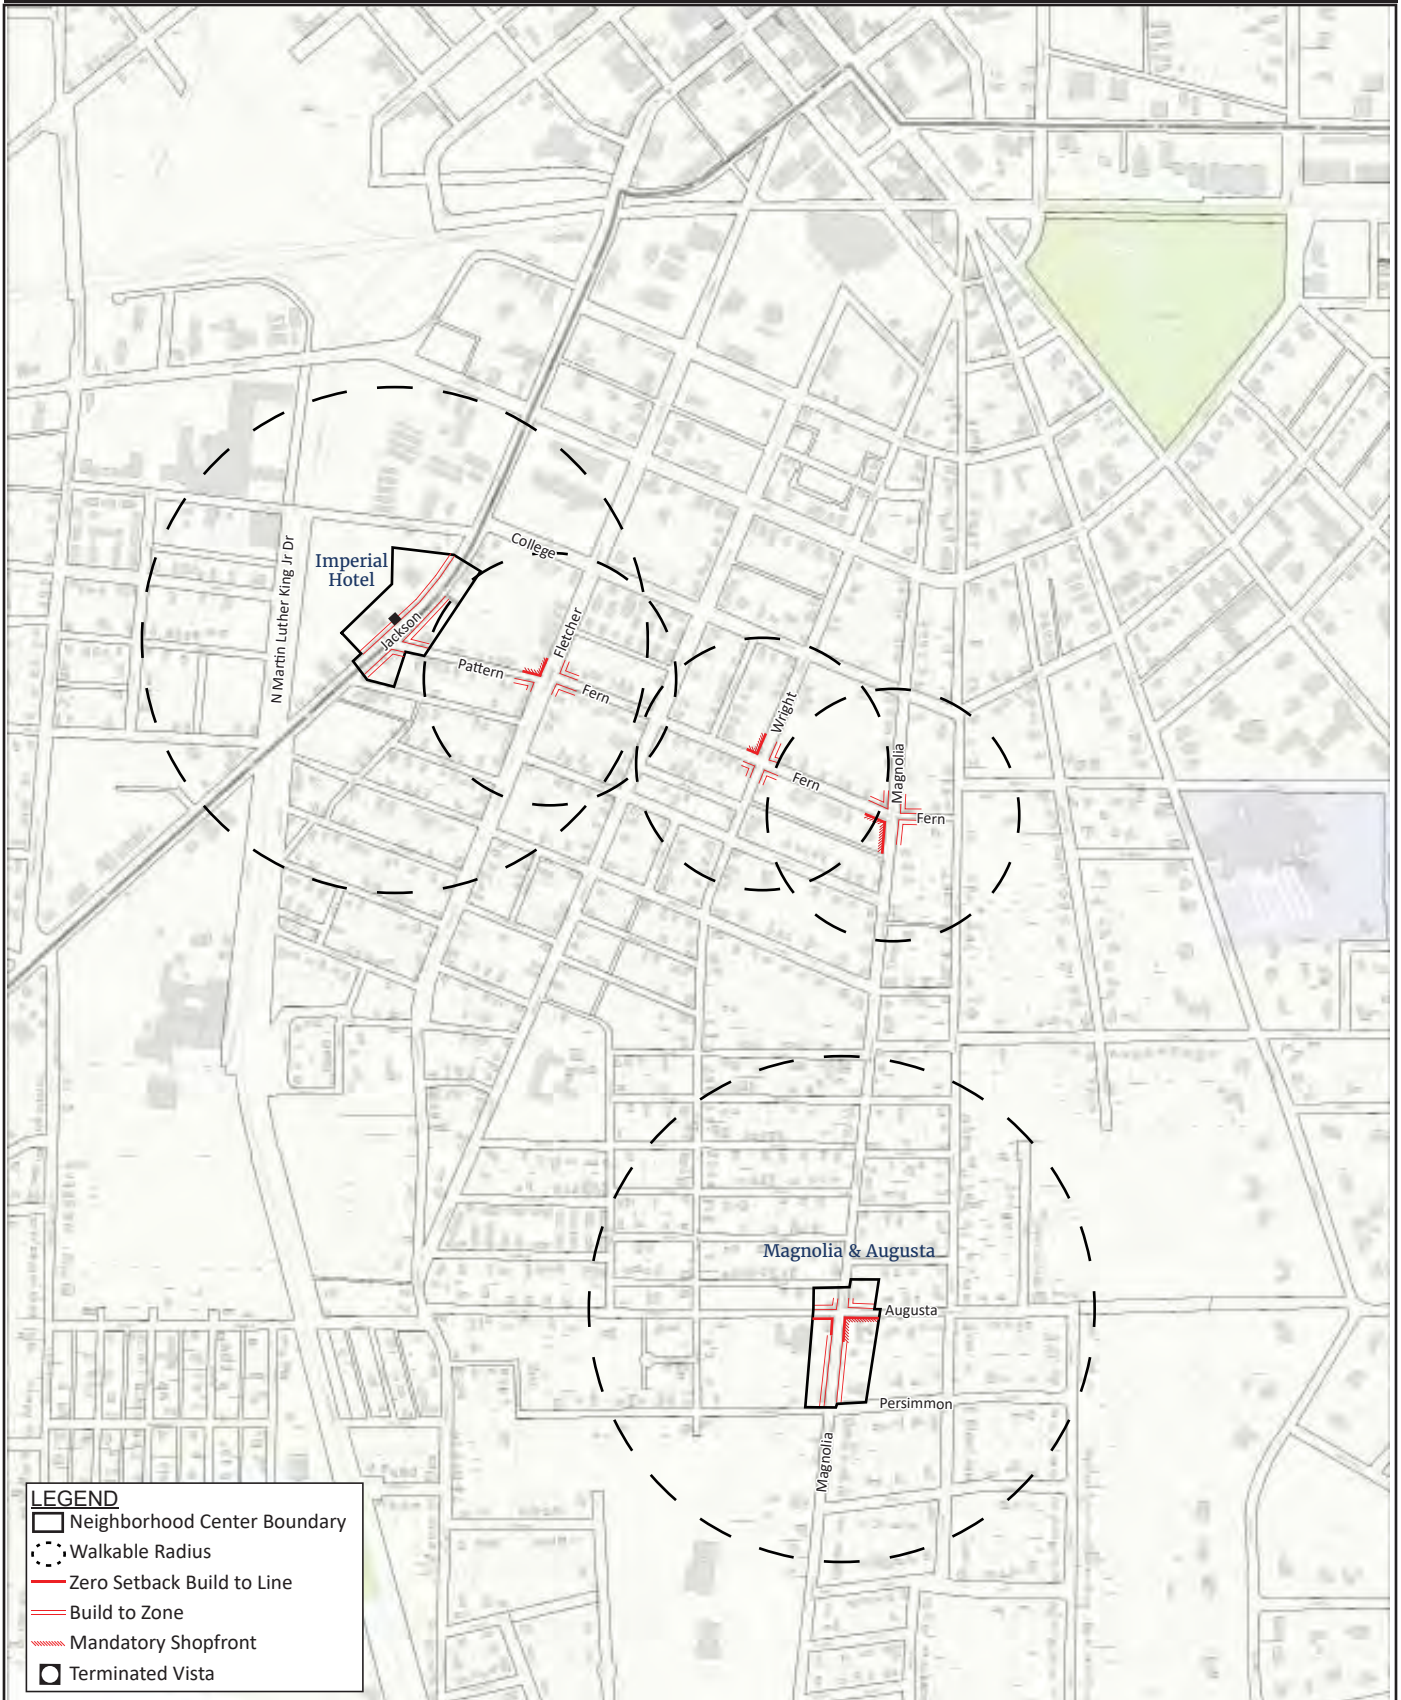 College
Imperial
Hotel
N Martin Luther King Jr Dr
Jackson
Fletcher
Pattern
Fern
Wright
Fern
Magnolia
Fern
Magnolia & Augusta
Augusta
Persimmon
Magnolia
LEGEND
Neighborhood Center Boundary
Walkable Radius
Zero Setback Build to Line
Build to Zone
Mandatory Shopfront
Terminated Vista